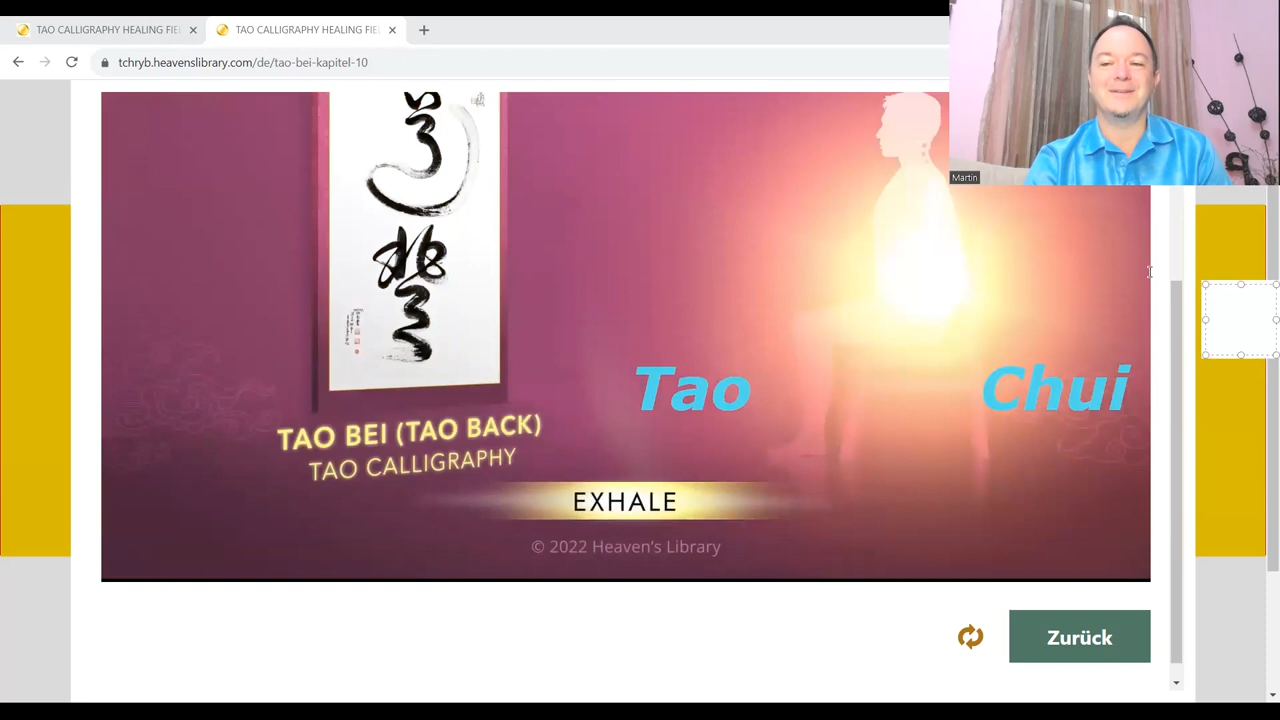 TAO CALLIGRAPHY HEALING FIE
TAO CALLIGRAPHY HEALING FIE
tchryb.heavenslibrary.com/de/tao-bei-kapitel-10
Martin
Tao Chui
TAO BEI (TAO BACK)
TAO CALLIGRAPHY
EXHALE
© 2022 Heaven's Library
Zurück